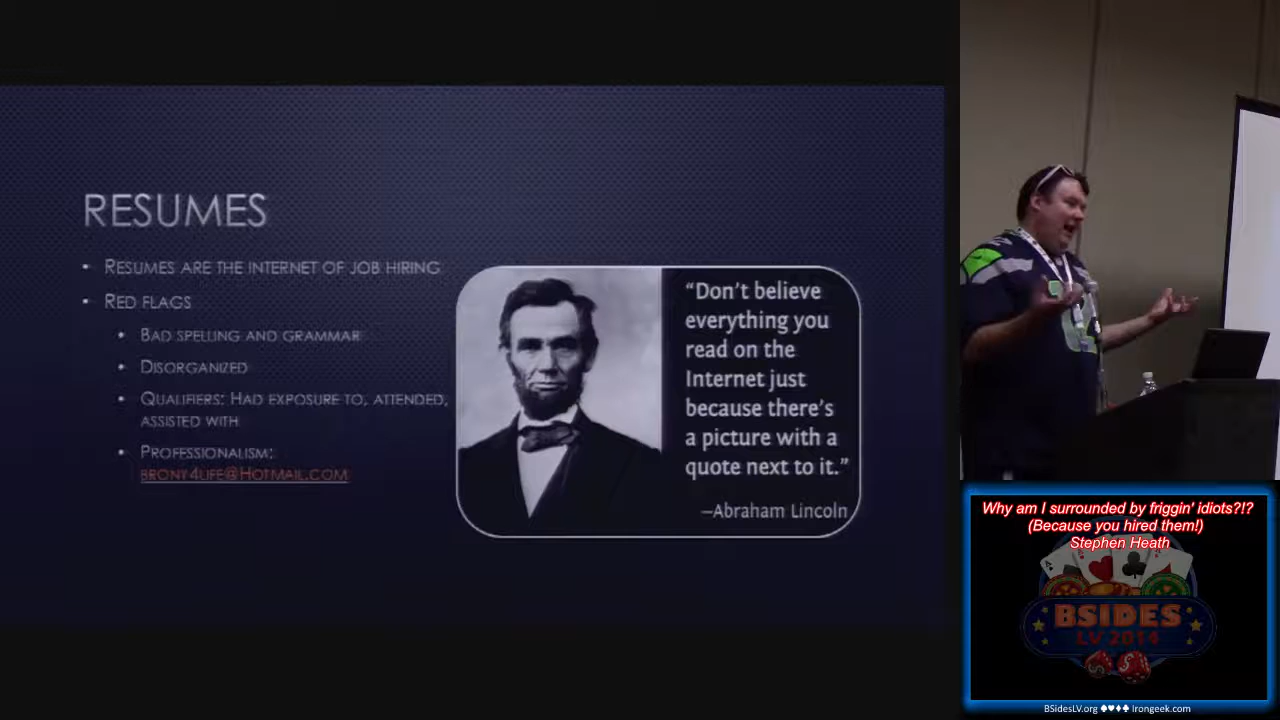 RESUMES
• RESUMES ARE THE INTERNET OF JOB HIRING
• RED FLAGS
• BAD SPELLING AND GRAMMAR
• DISORGANIZED
• QUALIFIERS: HAD EXPOSURE TO, ATTENDED,
ASSISTED WITH
• PROFESSIONALISM:
BRONY4LIFE@HOTMAIL.COM
“Don’t believe
everything you
read on the
Internet just
because there’s
a picture with a
quote next to it.”
–Abraham Lincoln
Why am I surrounded by friggin' idiots?!?
(Because you hired them!)
Stephen Heath
BSIDES
LV 2014
BSidesLV.org ♠♥♦♣ Irongeek.com